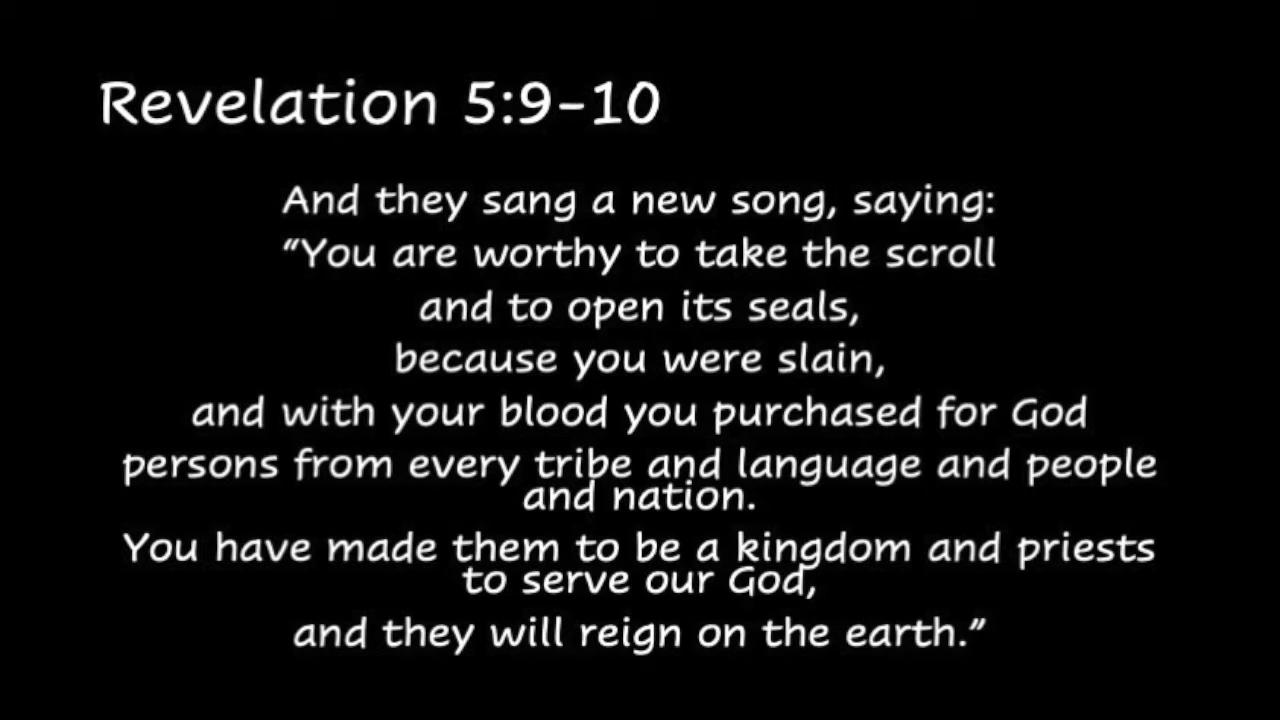 Revelation 5:9-10
And they sang a new song, saying:
“You are worthy to take the scroll
and to open its seals,
because you were slain,
and with your blood you purchased for God
persons from every tribe and language and people
and nation.
You have made them to be a kingdom and priests
to serve our God,
and they will reign on the earth.”